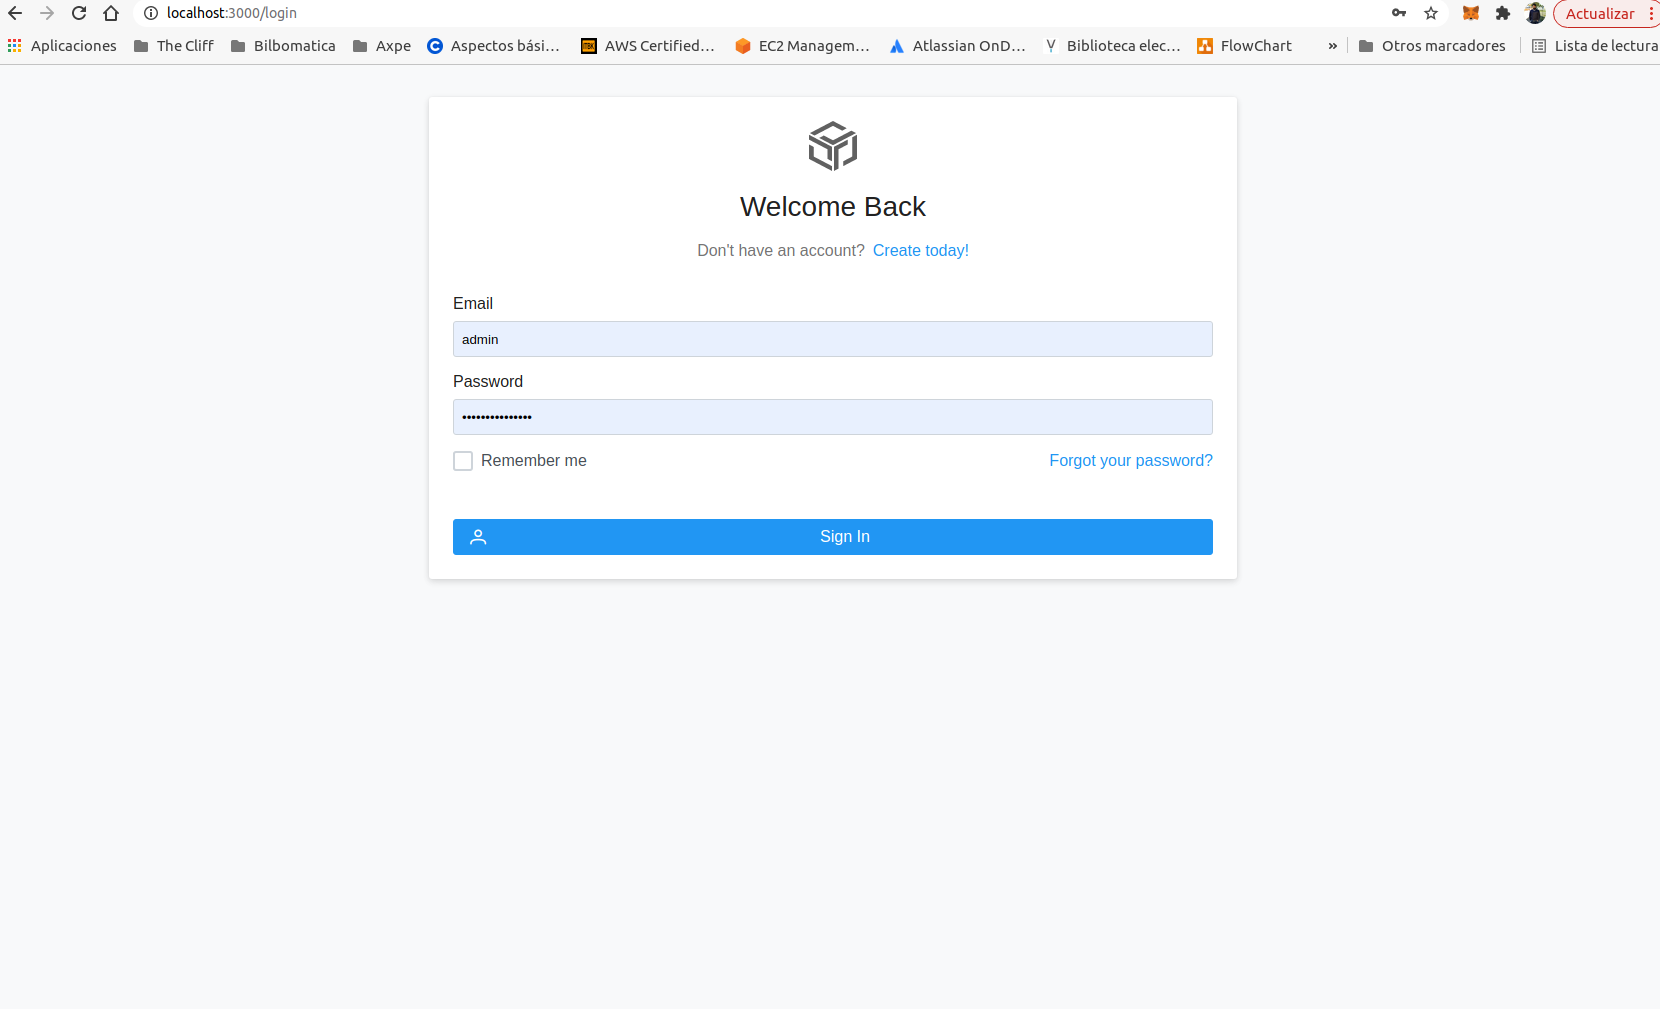 localhost:3000/login
Actualizar
Aplicaciones The Cliff Bilbomatica Axpe Aspectos bási... AWS Certified... EC2 Managem... Atlassian OnD... Biblioteca elec... FlowChart » Otros marcadores Lista de lectura
Welcome Back
Don't have an account? Create today!
Email
admin
Password
•••••••••••••••
Remember me Forgot your password?
Sign In